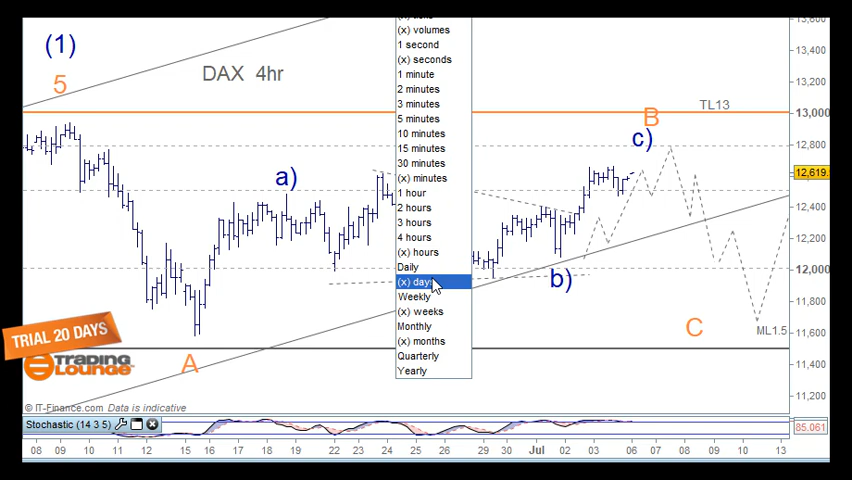 (1)
5
DAX 4hr
a)
A
b)
c)
B
C
TL13
ML1.5
(x) volumes
1 second
(x) seconds
1 minute
2 minutes
3 minutes
5 minutes
10 minutes
15 minutes
30 minutes
(x) minutes
1 hour
2 hours
3 hours
4 hours
(x) hours
Daily
(x) days
Weekly
(x) weeks
Monthly
(x) months
Quarterly
Yearly
13,400
13,200
13,000
12,800
12,619.
12,400
12,200
12,000
11,800
11,600
11,400
11,200
TRIAL 20 DAYS
TRADING
LOUNGE
© IT-Finance.com Data is indicative
Stochastic (14 3 5)
85.061
08 09 10 11 12 15 16 17 18 19 22 23 24 25 26 29 30 Jul 02 03 06 07 08 09 10 13